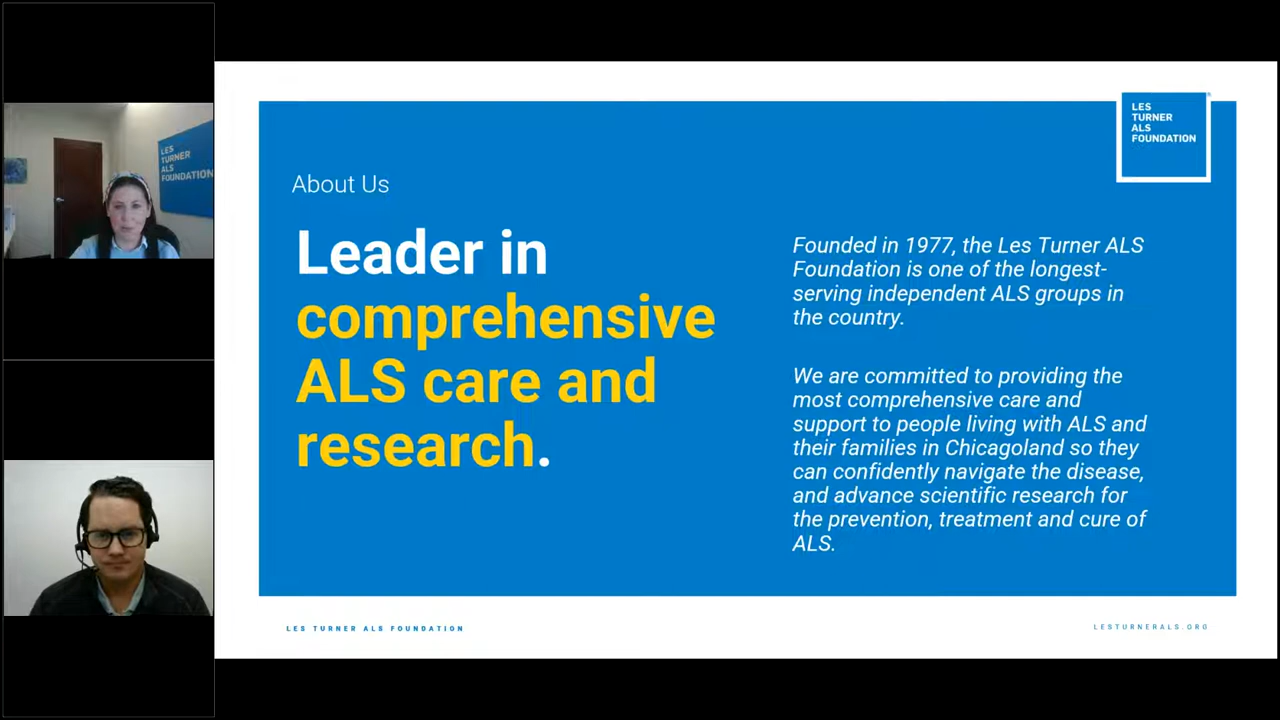 LES
TURNER
ALS
FOUNDATION
About Us
Leader in
comprehensive
ALS care and
research.
LES
TURNER
ALS
FOUNDATION
Founded in 1977, the Les Turner ALS
Foundation is one of the longest-
serving independent ALS groups in
the country.
We are committed to providing the
most comprehensive care and
support to people living with ALS and
their families in Chicagoland so they
can confidently navigate the disease,
and advance scientific research for
the prevention, treatment and cure of
ALS.
LES TURNER ALS FOUNDATION
LESTURNERALS.ORG